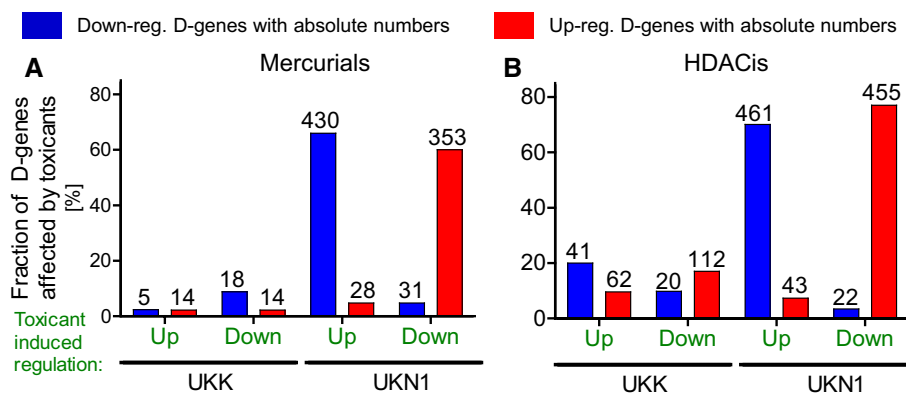 Down-reg. D-genes with absolute numbers
Up-reg. D-genes with absolute numbers
A
Mercurials
Fraction of D-genes
affected by toxicants
[%]
80
60
40
20
0
5
14
18
14
430
28
31
353
Toxicant
induced
regulation:
Up
Down
Up
Down
UKK
UKN1
B
HDACis
80
60
40
20
0
41
62
20
112
461
43
22
455
Up
Down
Up
Down
UKK
UKN1